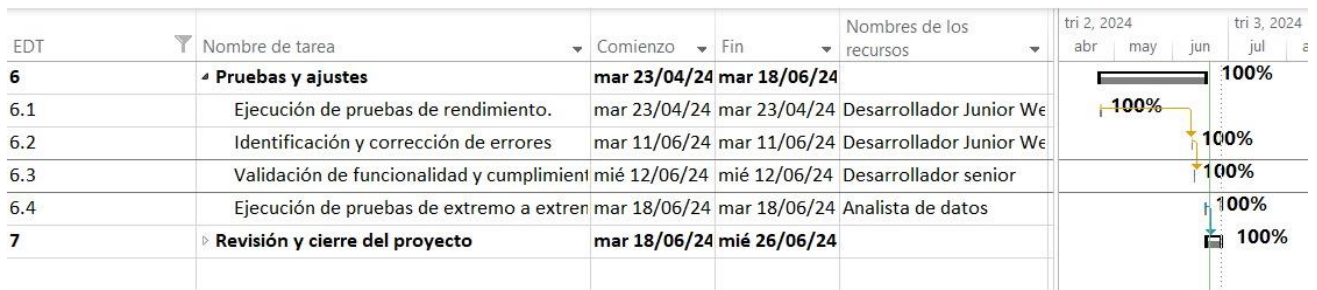 tri 2, 2024 tri 3, 2024
Nombres de los
EDT Nombre de tarea Comienzo Fin recursos abr may jun jul a
6 Pruebas y ajustes mar 23/04/24 mar 18/06/24 100%
6.1 Ejecución de pruebas de rendimiento. mar 23/04/24 mar 23/04/24 Desarrollador Junior We 100%
6.2 Identificación y corrección de errores mar 11/06/24 mar 11/06/24 Desarrollador Junior We 100%
6.3 Validación de funcionalidad y cumplimient mié 12/06/24 mié 12/06/24 Desarrollador senior 100%
6.4 Ejecución de pruebas de extremo a extren mar 18/06/24 mar 18/06/24 Analista de datos 100%
7 Revisión y cierre del proyecto mar 18/06/24 mié 26/06/24 100%